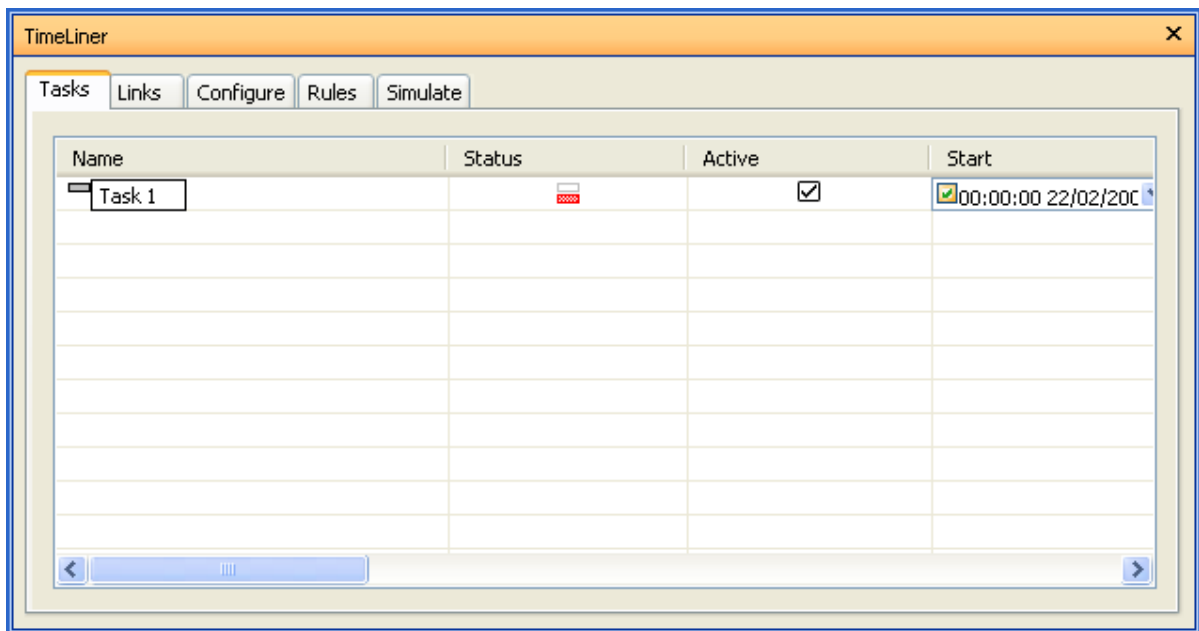 TimeLiner
Tasks Links Configure Rules Simulate
Name Status Active Start
Task 1 00:00:00 22/02/200